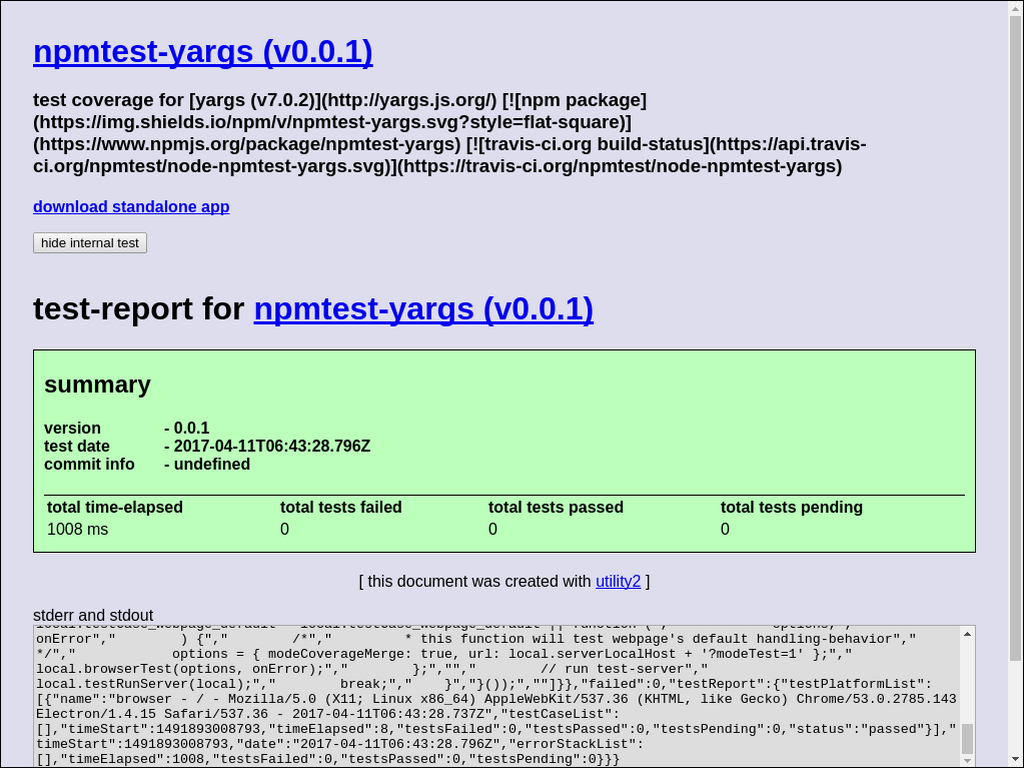 npmtest-yargs (v0.0.1)
test coverage for [yargs (v7.0.2)](http://yargs.js.org/) [![npm package]
(https://img.shields.io/npm/v/npmtest-yargs.svg?style=flat-square)]
(https://www.npmjs.org/package/npmtest-yargs) [![travis-ci.org build-status](https://api.travis-
ci.org/npmtest/node-npmtest-yargs.svg)](https://travis-ci.org/npmtest/node-npmtest-yargs)
download standalone app
hide internal test
test-report for npmtest-yargs (v0.0.1)
summary
version - 0.0.1
test date - 2017-04-11T06:43:28.796Z
commit info - undefined
total time-elapsed total tests failed total tests passed total tests pending
1008 ms 0 0 0
[ this document was created with utility2 ]
stderr and stdout
local.testCase_webpage_default = local.testCase_webpage_default || function (","            options,","
onError","        ) {","        /*","         * this function will test webpage's default handling-behavior","
*/","            options = { modeCoverageMerge: true, url: local.serverLocalHost + '?modeTest=1' };","
local.browserTest(options, onError);","        };","","        // run test-server","
local.testRunServer(local);","        break;","    }","}());",""]}},"failed":0,"testReport":{"testPlatformList":
[{"name":"browser - / - Mozilla/5.0 (X11; Linux x86_64) AppleWebKit/537.36 (KHTML, like Gecko) Chrome/53.0.2785.143
Electron/1.4.15 Safari/537.36 - 2017-04-11T06:43:28.737Z","testCaseList":
[],"timeStart":1491893008793,"timeElapsed":8,"testsFailed":0,"testsPassed":0,"testsPending":0,"status":"passed"}],"
timeStart":1491893008793,"date":"2017-04-11T06:43:28.796Z","errorStackList":
[],"timeElapsed":1008,"testsFailed":0,"testsPassed":0,"testsPending":0}}}